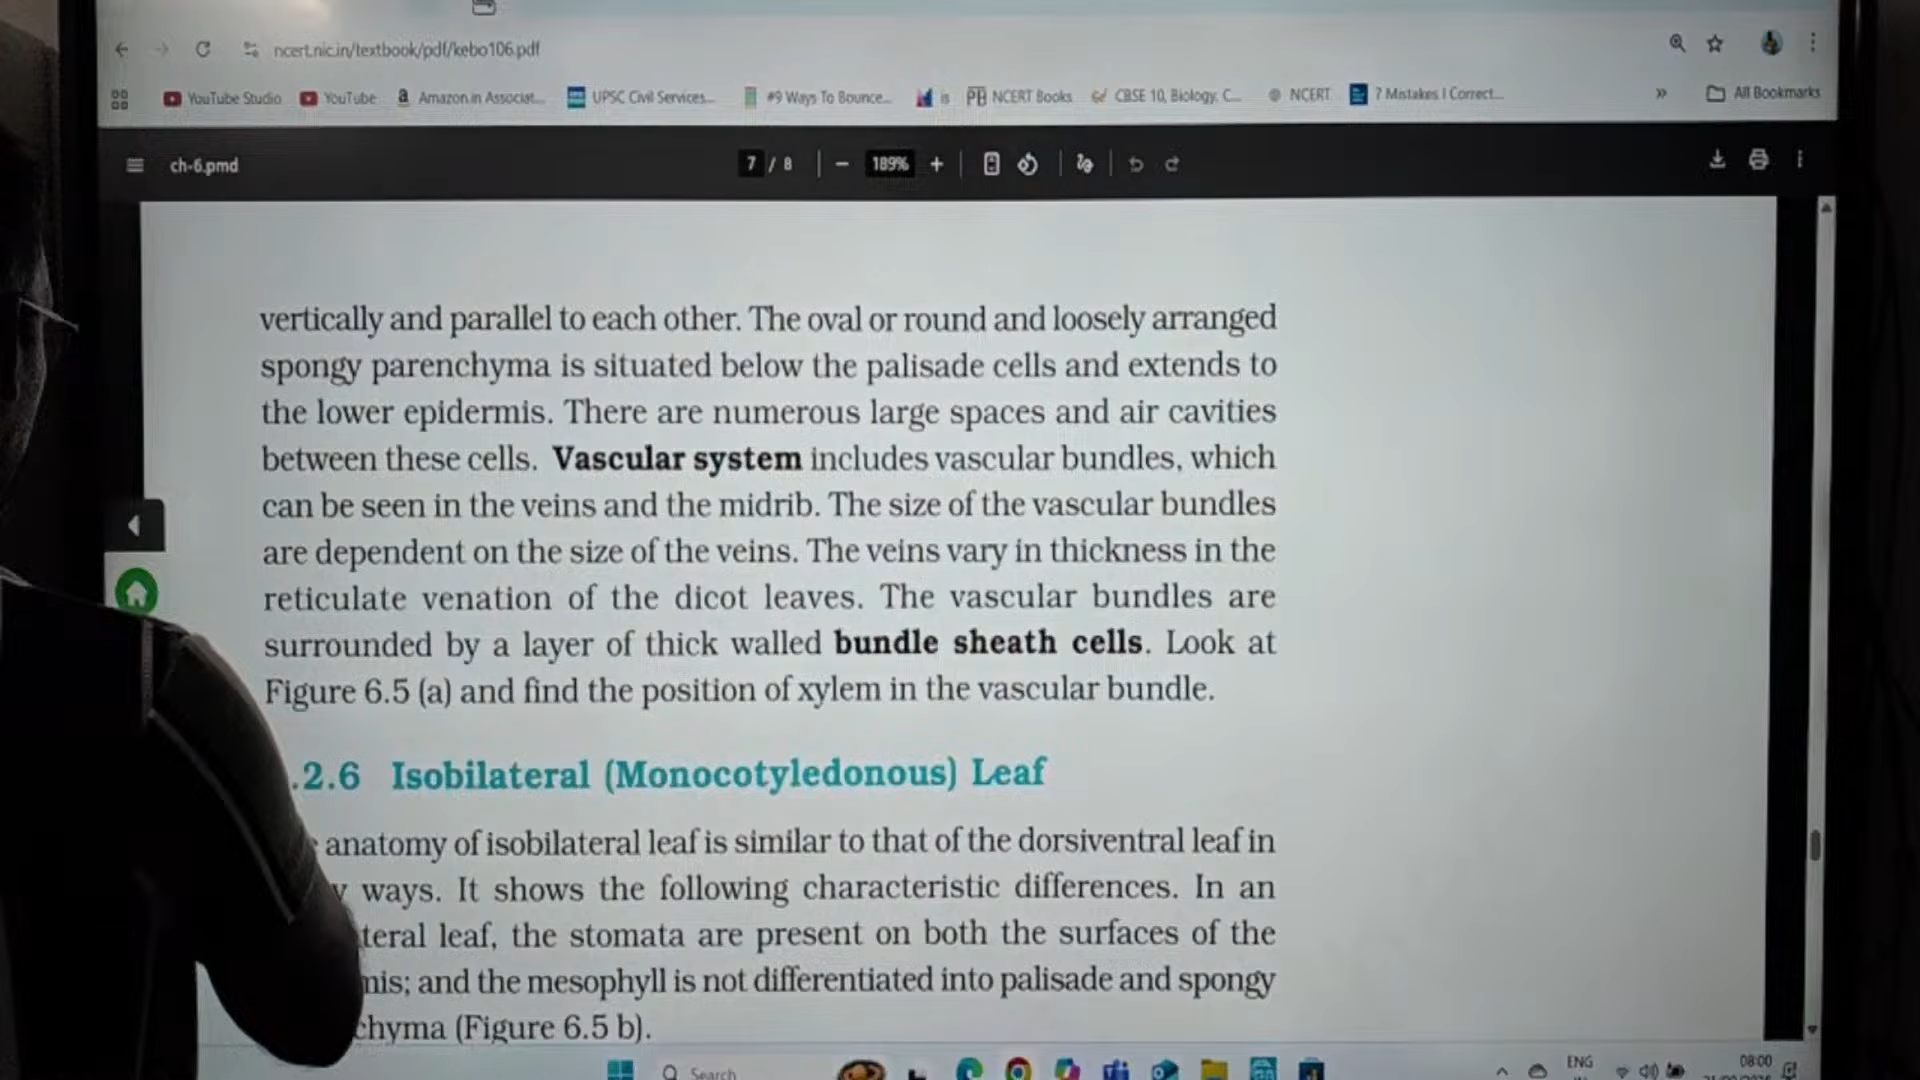 ncert.nic.in/textbook/pdf/kebo106.pdf
YouTube Studio YouTube Amazon.in Associat... UPSC Civil Services... #9 Ways To Bounce... is NCERT Books CBSE 10, Biology, C... NCERT 7 Mistakes I Correct... » All Bookmarks
ch-6.pmd 7 / 8 − 189% +
vertically and parallel to each other. The oval or round and loosely arranged
spongy parenchyma is situated below the palisade cells and extends to
the lower epidermis. There are numerous large spaces and air cavities
between these cells. Vascular system includes vascular bundles, which
can be seen in the veins and the midrib. The size of the vascular bundles
are dependent on the size of the veins. The veins vary in thickness in the
reticulate venation of the dicot leaves. The vascular bundles are
surrounded by a layer of thick walled bundle sheath cells. Look at
Figure 6.5 (a) and find the position of xylem in the vascular bundle.
.2.6 Isobilateral (Monocotyledonous) Leaf
anatomy of isobilateral leaf is similar to that of the dorsiventral leaf in
y ways. It shows the following characteristic differences. In an
teral leaf, the stomata are present on both the surfaces of the
mis; and the mesophyll is not differentiated into palisade and spongy
chyma (Figure 6.5 b).
Search ENG 08:00